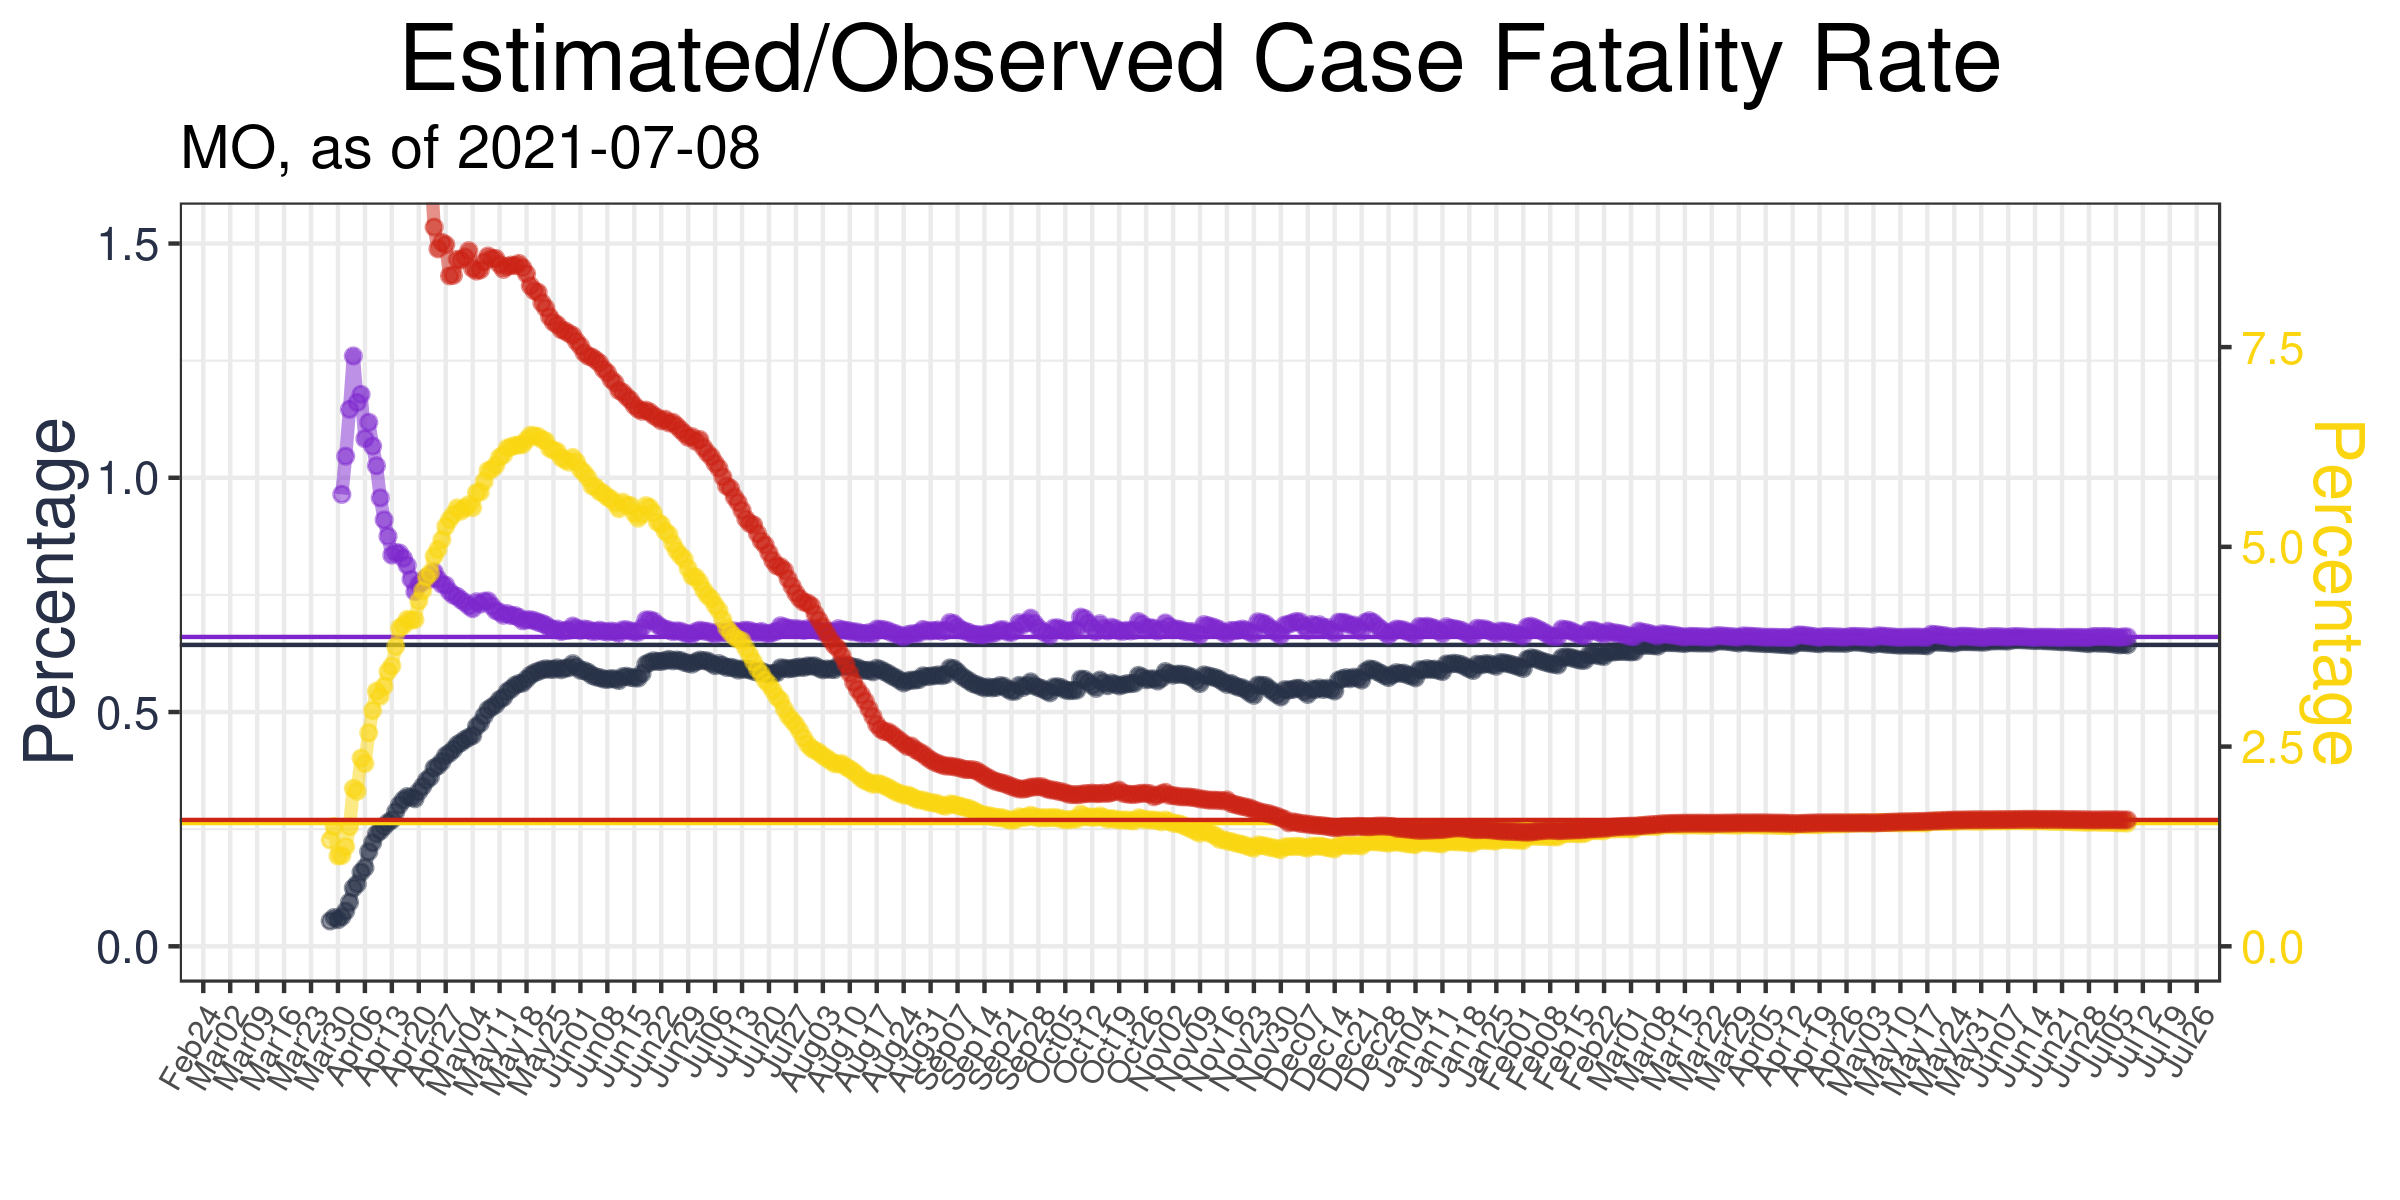 Estimated/Observed Case Fatality Rate
MO, as of 2021-07-08
Percentage
1.5
1.0
0.5
0.0
7.5
5.0
2.5
0.0
Percentage
Feb24
Mar02
Mar09
Mar16
Mar23
Mar30
Apr06
Apr13
Apr20
Apr27
May04
May11
May18
May25
Jun01
Jun08
Jun15
Jun22
Jun29
Jul06
Jul13
Jul20
Jul27
Aug03
Aug10
Aug17
Aug24
Aug31
Sep07
Sep14
Sep21
Sep28
Oct05
Oct12
Oct19
Oct26
Nov02
Nov09
Nov16
Nov23
Nov30
Dec07
Dec14
Dec21
Dec28
Jan04
Jan11
Jan18
Jan25
Feb01
Feb08
Feb15
Feb22
Mar01
Mar08
Mar15
Mar22
Mar29
Apr05
Apr12
Apr19
Apr26
May03
May10
May17
May24
May31
Jun07
Jun14
Jun21
Jun28
Jul05
Jul12
Jul19
Jul26